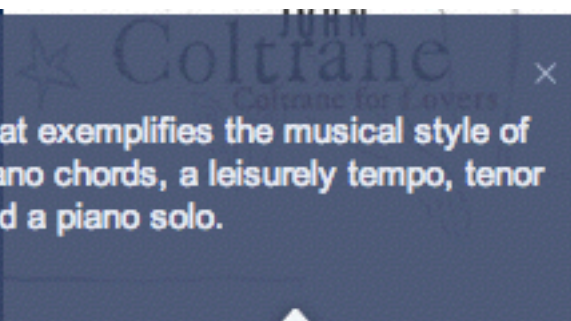 JOHN
Coltrane
Coltrane for Lovers
at exemplifies the musical style of
ano chords, a leisurely tempo, tenor
d a piano solo.